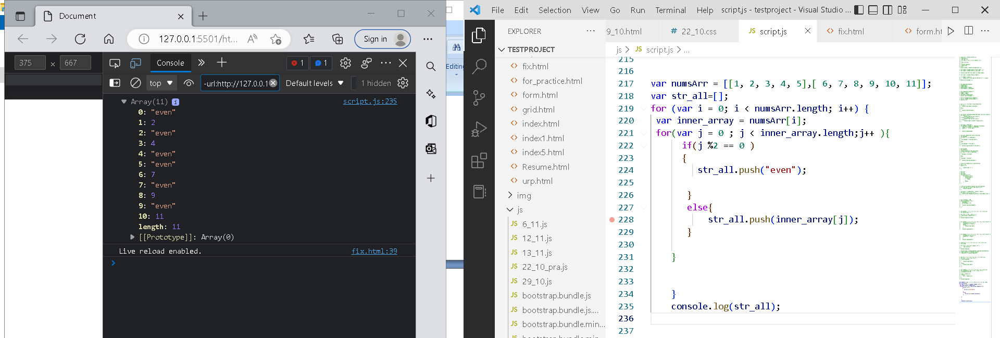 Document
127.0.0.1:5501/ht...
Sign in
375 × 667
Console
1
1
top
-url:http://127.0.0.1
Default levels
1 hidden
Array(11)
script.js:235
0: "even"
1: 2
2: "even"
3: 4
4: "even"
5: "even"
6: 7
7: "even"
8: 9
9: "even"
10: 11
length: 11
[[Prototype]]: Array(0)
Live reload enabled.
fix.html:39
Editing
File Edit Selection View Go Run Terminal Help script.js - testproject - Visual Studio ...
EXPLORER
9_10.html
# 22_10.css
JS script.js
fix.html
form.ht
TESTPROJECT
js > JS script.js > ...
fix.html
for_practice.html
form.html
grid.html
index.html
index1.html
index5.html
Resume.html
urp.html
img
js
JS 6_11.js
JS 12_11.js
JS 13_11.js
JS 22_10_pra.js
JS 29_10.js
JS bootstrap.bundle.js
JS bootstrap.bundle.js....
JS bootstrap.bundle.min...
215
216
217 var numsArr = [[1, 2, 3, 4, 5],[ 6, 7, 8, 9, 10, 11]];
218 var str_all=[];
219 for (var i = 0; i < numsArr.length; i++) {
220 var inner_array = numsArr[i];
221 for(var j = 0 ; j < inner_array.length;j++ ){
222 if(j %2 == 0 )
223 {
224 str_all.push("even");
225
226 }
227 else{
228 str_all.push(inner_array[j]);
229 }
230
231 }
232
233
234 }
235 console.log(str_all);
236
237